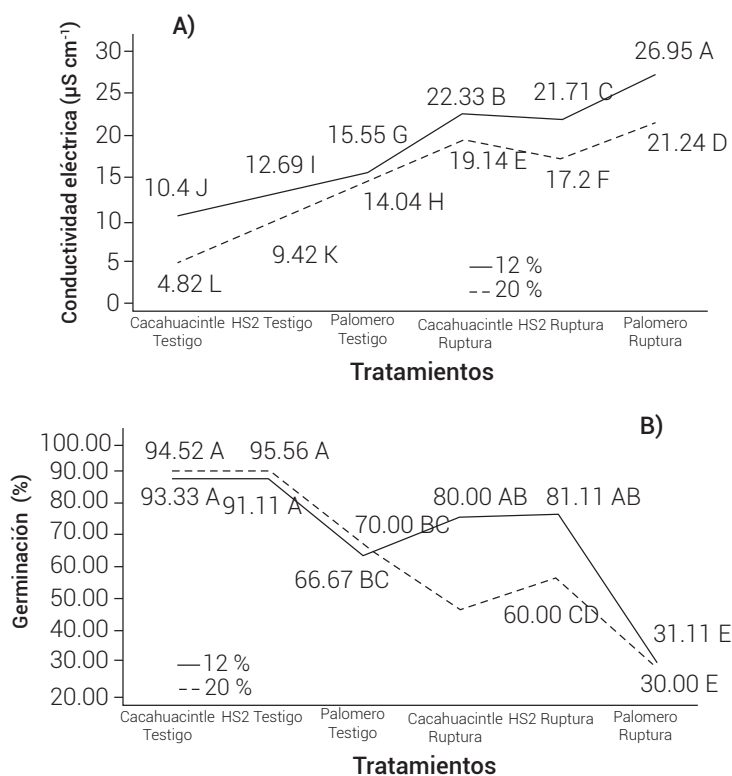 A)
Conductividad eléctrica (μS cm⁻¹)
30
25
20
15
10
5
0
10.4 J
12.69 I
15.55 G
22.33 B
21.71 C
26.95 A
4.82 L
9.42 K
14.04 H
19.14 E
17.2 F
21.24 D
12 %
20 %
Cacahuacintle Testigo
HS2 Testigo
Palomero Testigo
Cacahuacintle Ruptura
HS2 Ruptura
Palomero Ruptura
Tratamientos
B)
Germinación (%)
100.00
90.00
80.00
70.00
60.00
50.00
40.00
30.00
20.00
94.52 A
95.56 A
93.33 A
91.11 A
70.00 BC
66.67 BC
80.00 AB
81.11 AB
60.00 CD
31.11 E
30.00 E
12 %
20 %
Cacahuacintle Testigo
HS2 Testigo
Palomero Testigo
Cacahuacintle Ruptura
HS2 Ruptura
Palomero Ruptura
Tratamientos